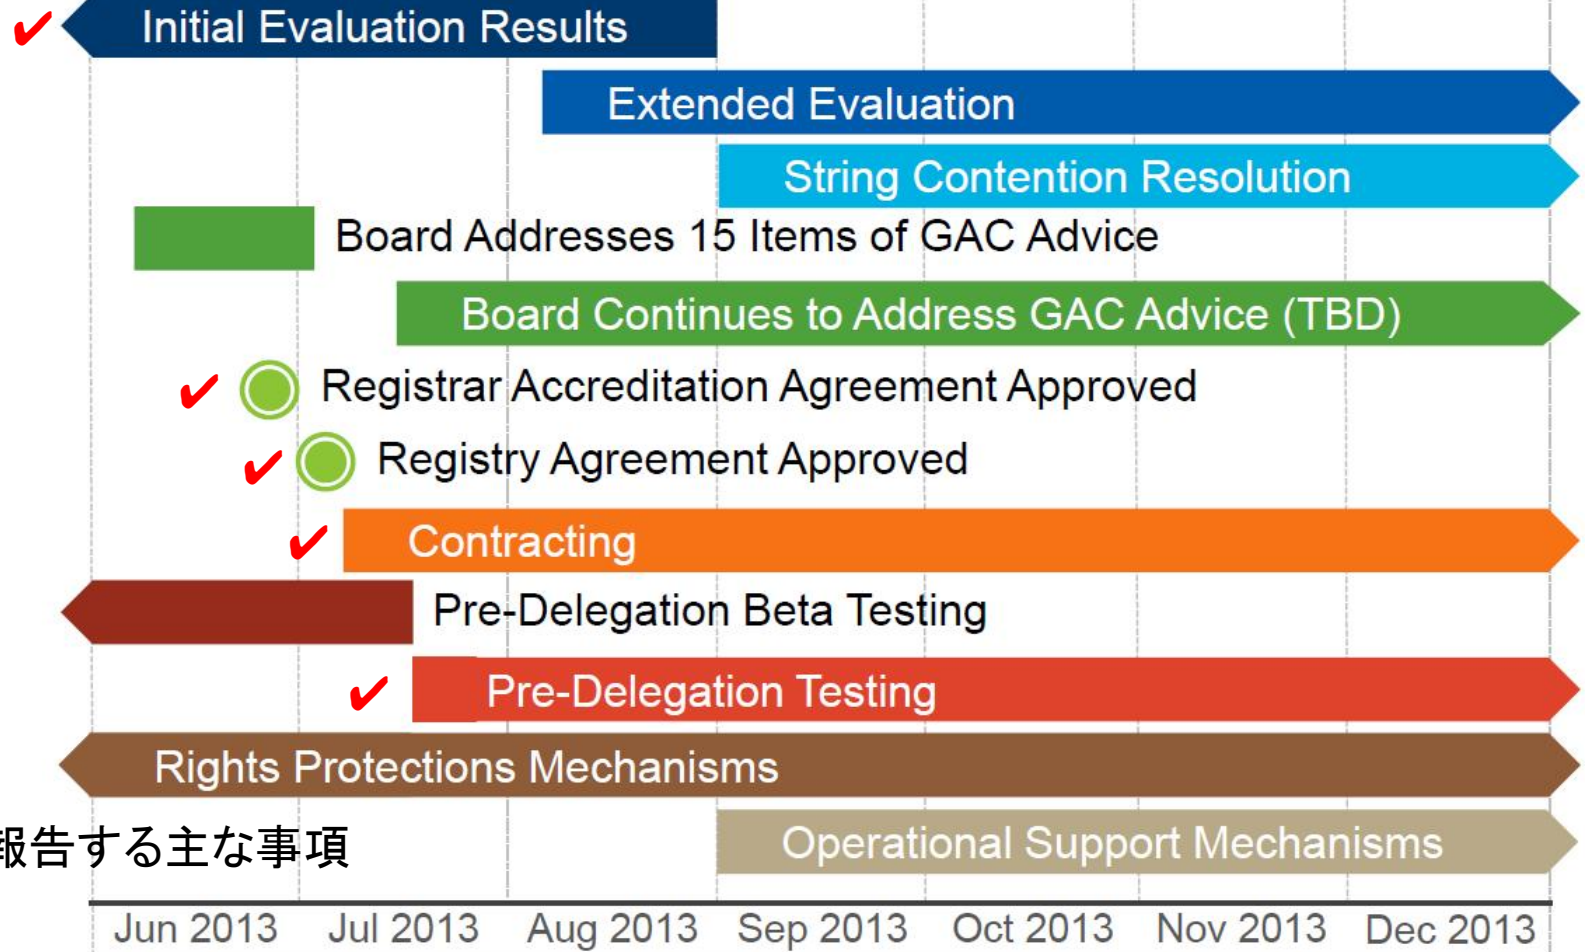 Initial Evaluation Results
Extended Evaluation
String Contention Resolution
Board Addresses 15 Items of GAC Advice
Board Continues to Address GAC Advice (TBD)
Registrar Accreditation Agreement Approved
Registry Agreement Approved
Contracting
Pre-Delegation Beta Testing
Pre-Delegation Testing
Rights Protections Mechanisms
報告する主な事項
Operational Support Mechanisms
Jun 2013 Jul 2013 Aug 2013 Sep 2013 Oct 2013 Nov 2013 Dec 2013